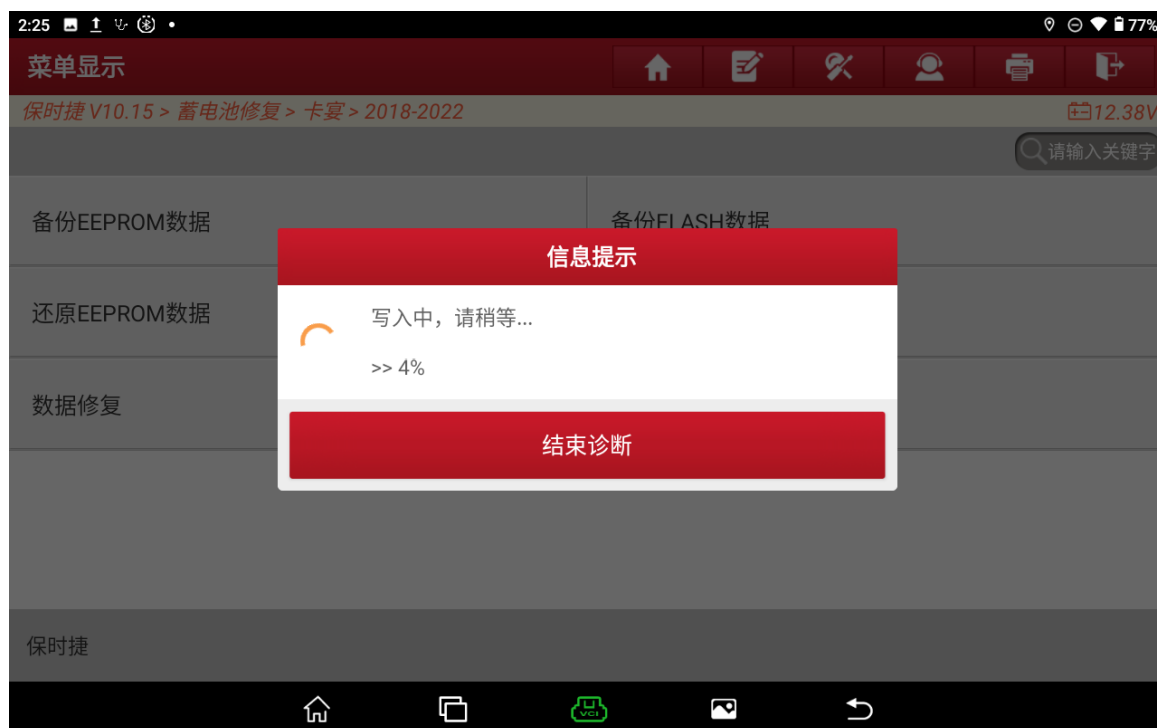 2:25
77%
菜单显示
保时捷 V10.15 > 蓄电池修复 > 卡宴 > 2018-2022
12.38V
请输入关键字
备份EEPROM数据
备份FLASH数据
信息提示
还原EEPROM数据
写入中，请稍等...
>> 4%
数据修复
结束诊断
保时捷
VCI